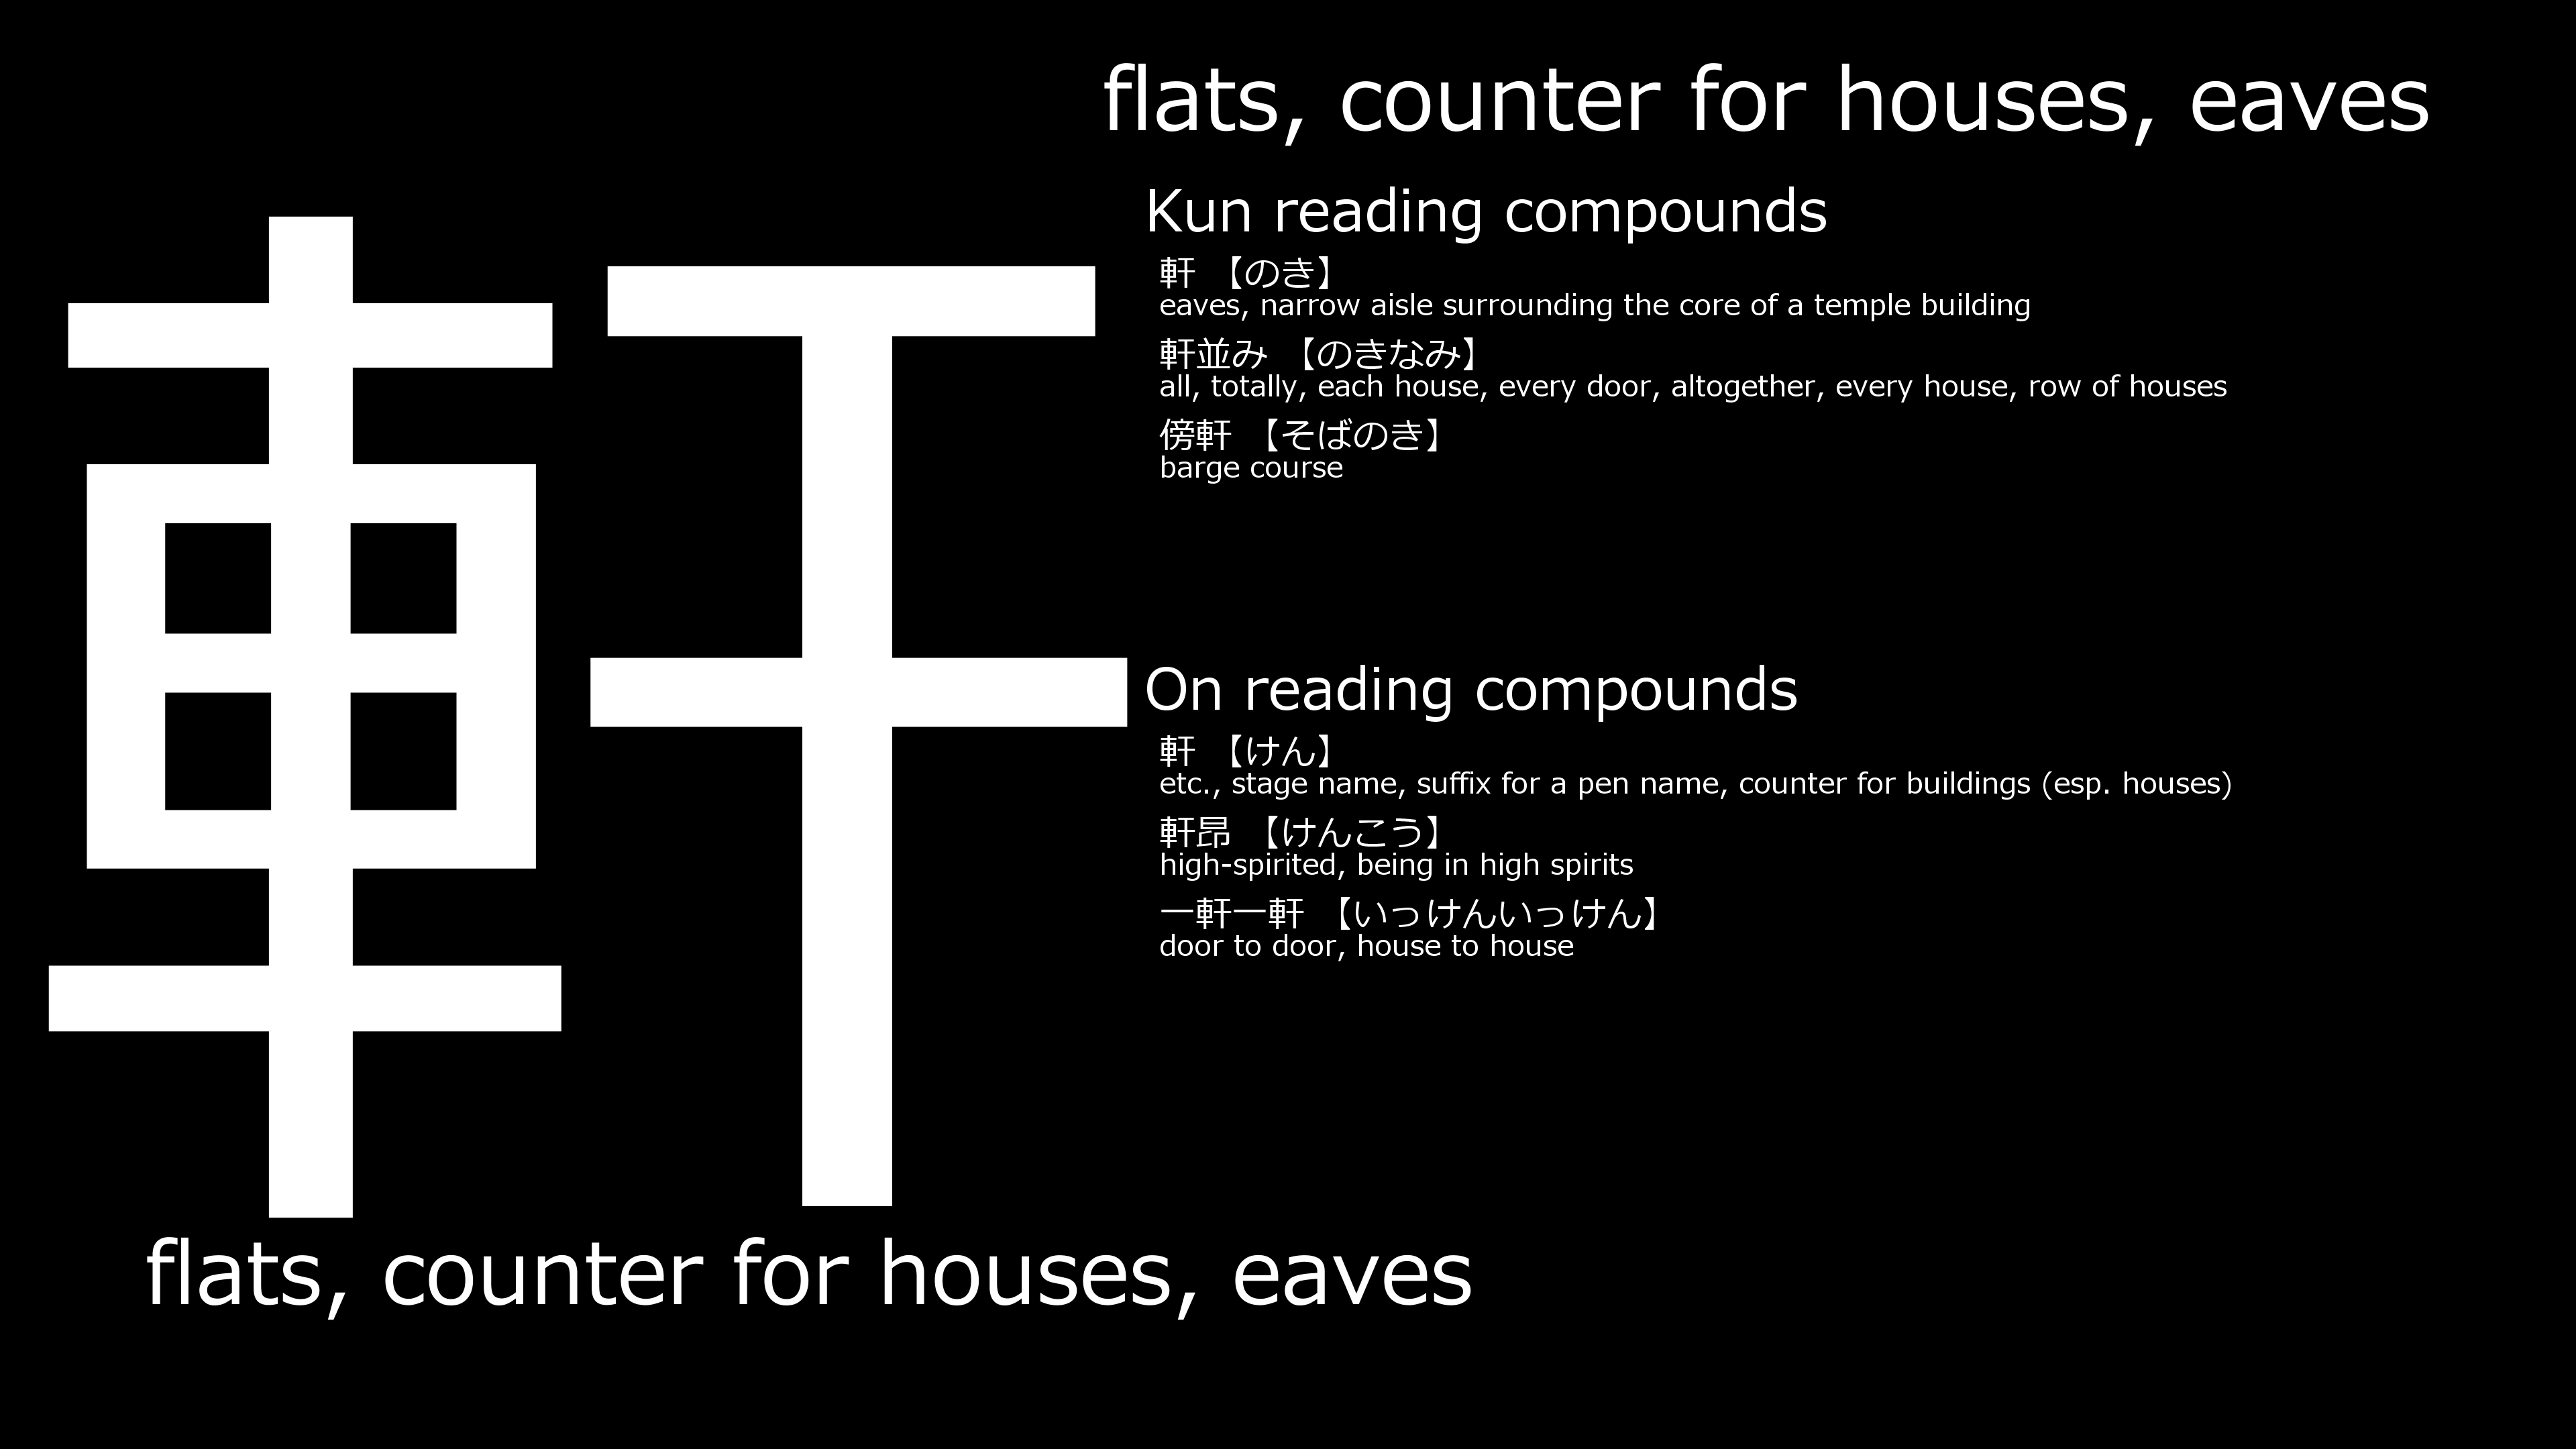 軒
flats, counter for houses, eaves
flats, counter for houses, eaves
Kun reading compounds
軒 【のき】
eaves, narrow aisle surrounding the core of a temple building
軒並み 【のきなみ】
all, totally, each house, every door, altogether, every house, row of houses
傍軒 【そばのき】
barge course
On reading compounds
軒 【けん】
etc., stage name, suffix for a pen name, counter for buildings (esp. houses)
軒昂 【けんこう】
high-spirited, being in high spirits
一軒一軒 【いっけんいっけん】
door to door, house to house